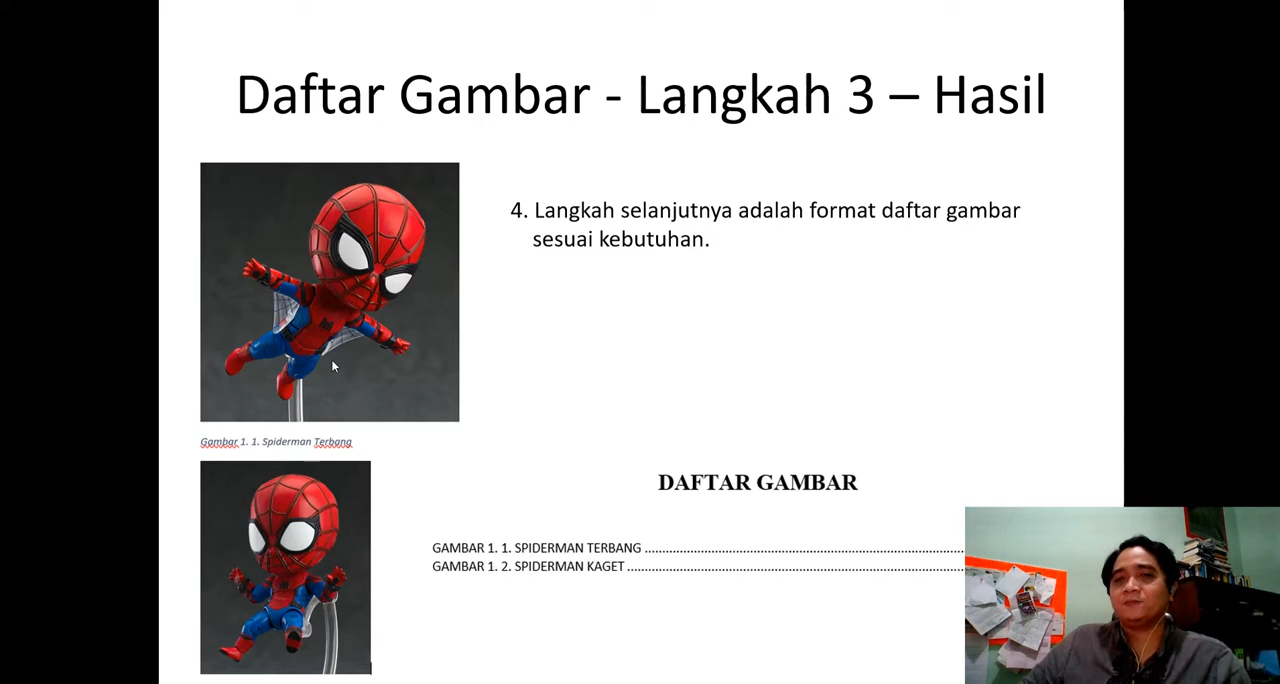 Daftar Gambar - Langkah 3 – Hasil
4. Langkah selanjutnya adalah format daftar gambar
sesuai kebutuhan.
Gambar 1. 1. Spiderman Terbang
DAFTAR GAMBAR
GAMBAR 1. 1. SPIDERMAN TERBANG ................................................................................
GAMBAR 1. 2. SPIDERMAN KAGET ....................................................................................